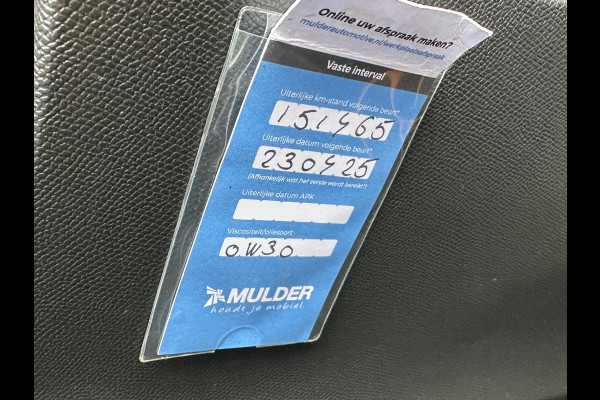 Online uw afspraak maken?
mulderautomotive.nl/werkplaatsafspraak
Vaste interval
Uiterlijke km-stand volgende beurt*
151465
Uiterlijke datum volgende beurt*
230425
(Afhankelijk wat het eerste wordt bereikt*)
Uiterlijke datum APK
Viscositeit/oliesoort
0W30
MULDER
houdt je mobiel.